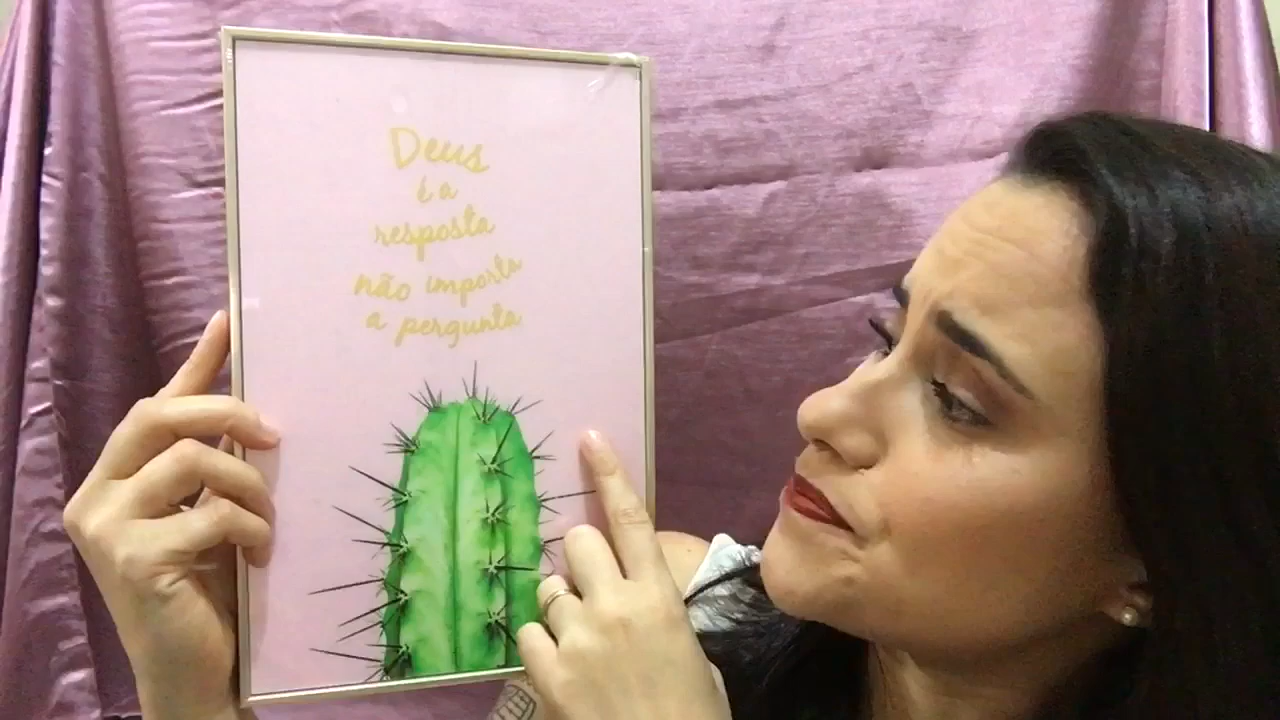 Deus
é a
resposta
não importa
a pergunta